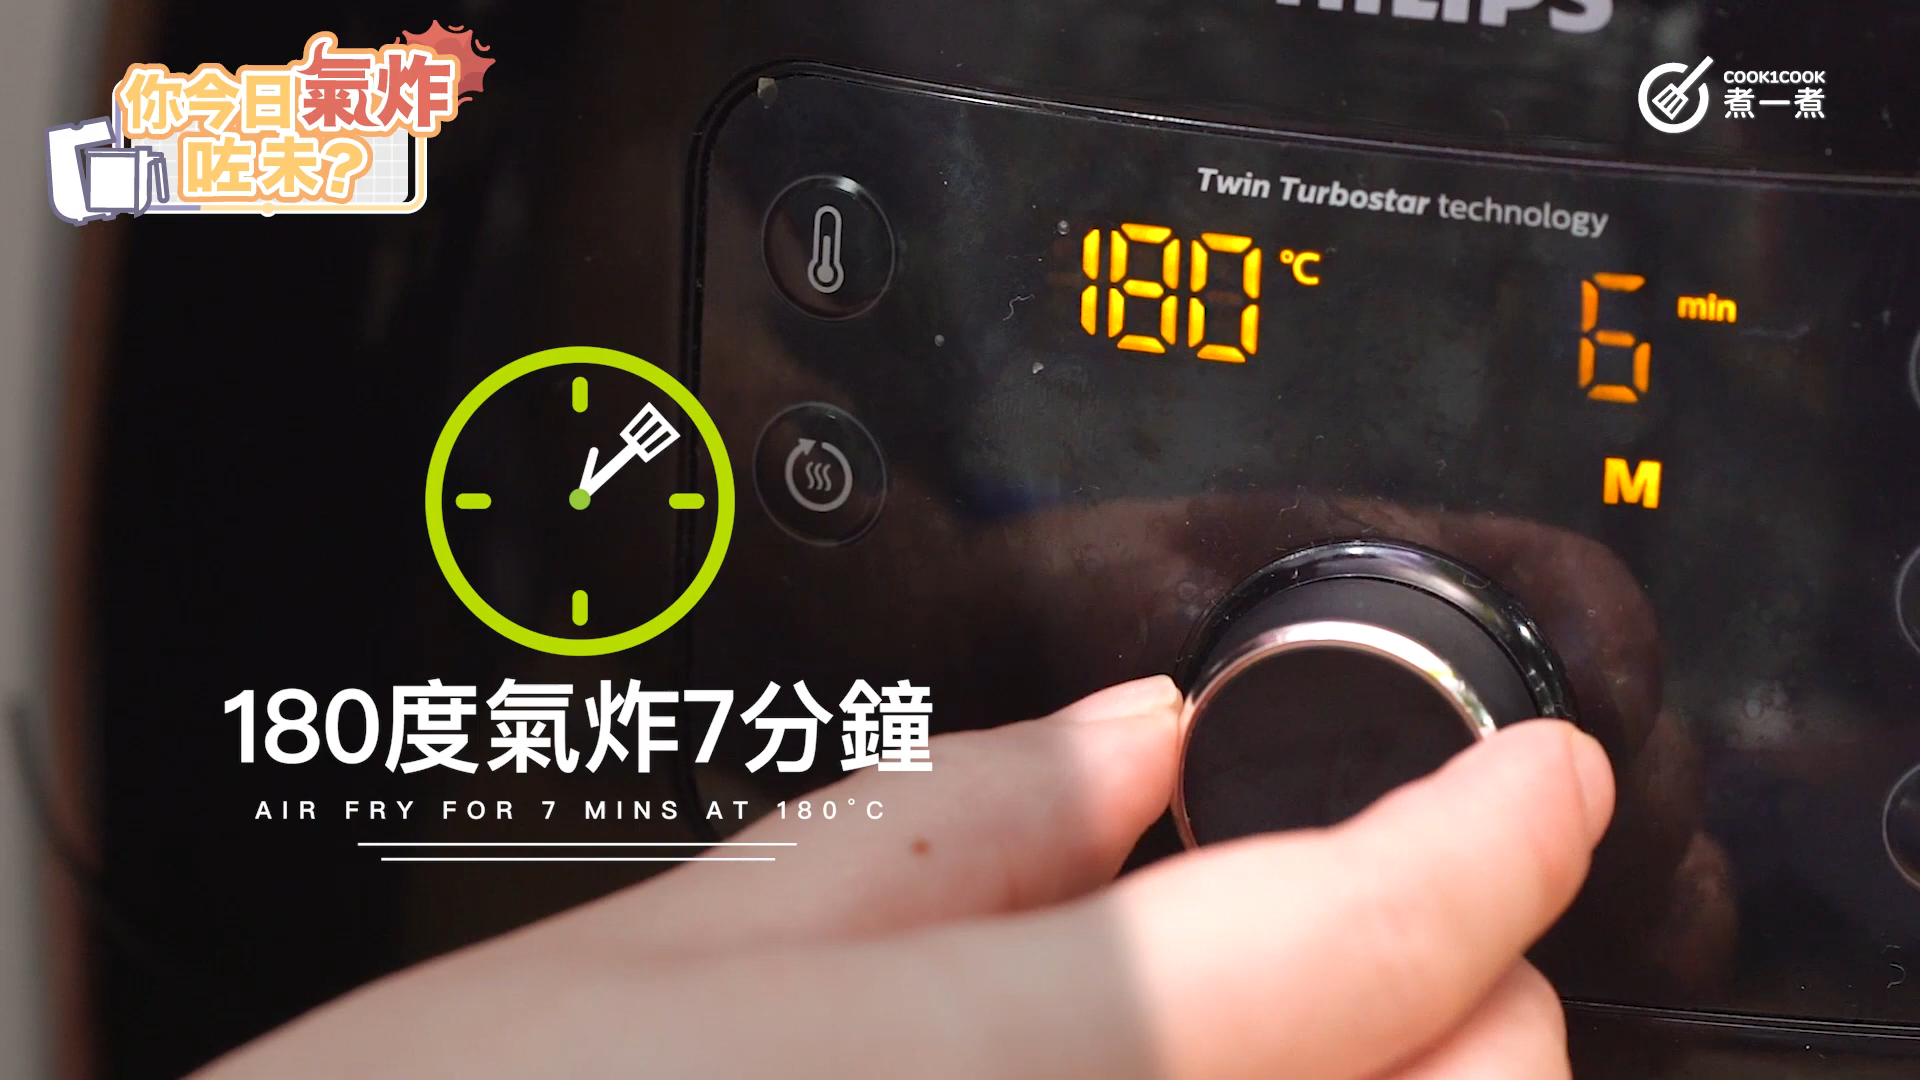 PHILIPS
你今日氣炸
咗未?
COOK1COOK
煮一煮
Twin Turbostar technology
180 °C
6 min
M
180度氣炸7分鐘
AIR FRY FOR 7 MINS AT 180°C